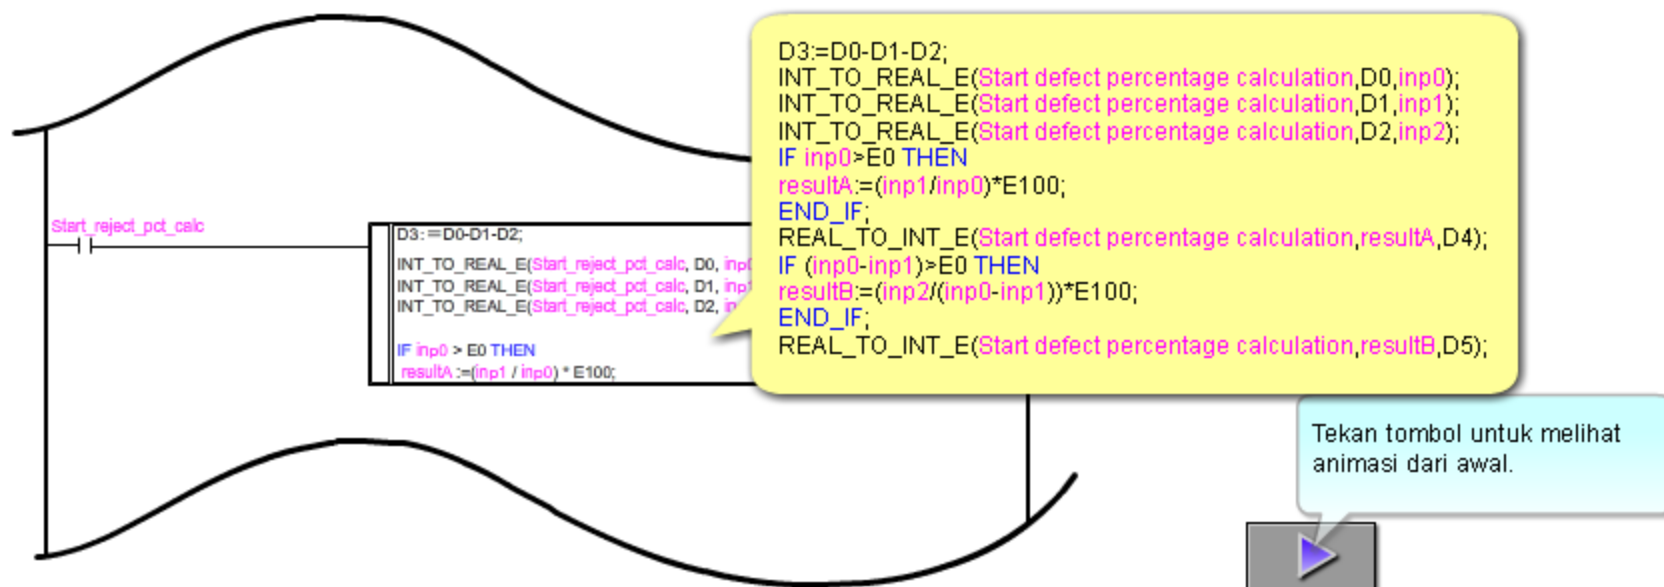 D3:=D0-D1-D2;
INT_TO_REAL_E(Start defect percentage calculation,D0,inp0);
INT_TO_REAL_E(Start defect percentage calculation,D1,inp1);
INT_TO_REAL_E(Start defect percentage calculation,D2,inp2);
IF inp0>E0 THEN
resultA:=(inp1/inp0)*E100;
END_IF;
REAL_TO_INT_E(Start defect percentage calculation,resultA,D4);
IF (inp0-inp1)>E0 THEN
resultB:=(inp2/(inp0-inp1))*E100;
END_IF;
REAL_TO_INT_E(Start defect percentage calculation,resultB,D5);
Start_reject_pct_calc
D3:=D0-D1-D2;
INT_TO_REAL_E(Start_reject_pct_calc, D0,
INT_TO_REAL_E(Start_reject_pct_calc, D1,
INT_TO_REAL_E(Start_reject_pct_calc, D2,
IF inp0 > E0 THEN
resultA :=(inp1 / inp0) * E100;
Tekan tombol untuk melihat
animasi dari awal.